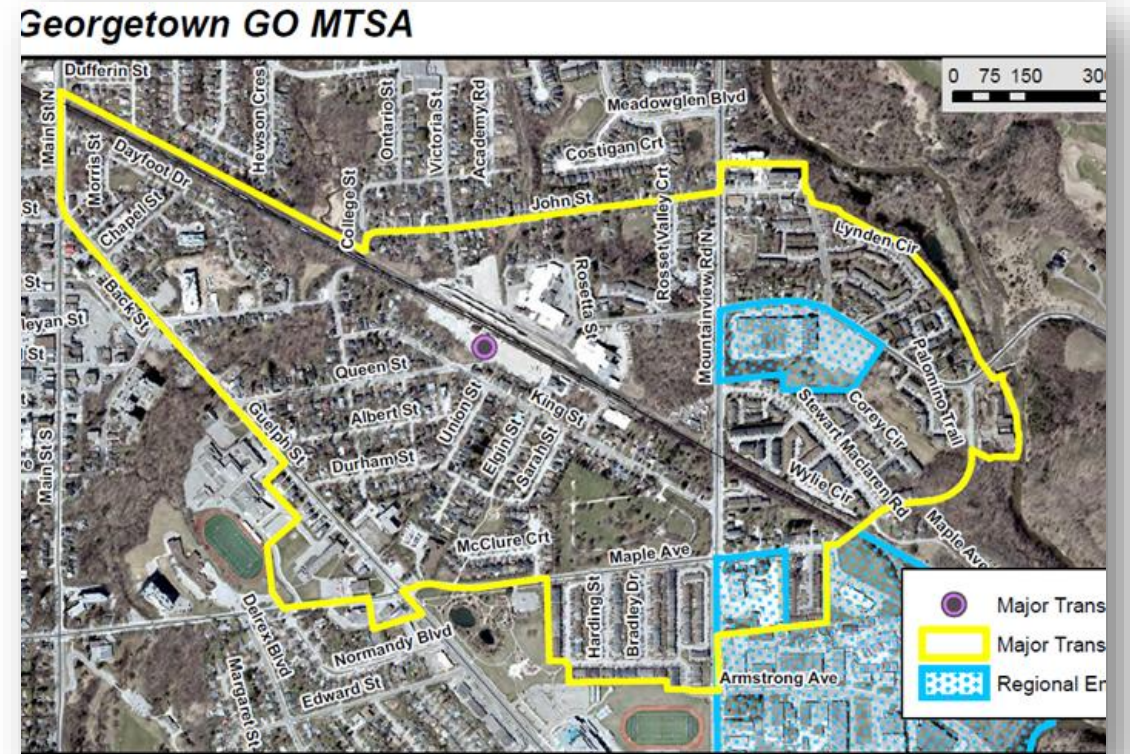 Georgetown GO MTSA
Dufferin St
0 75 150 30
Main St N
Morris St
Dayfoot Dr
Hewson Cres
Ontario St
Victoria St
Academy Rd
Meadowglen Blvd
Costigan Crt
St
Chapel St
College St
John St
Rosset Valley Crt
Mountainview Rd N
Lynden Cir
St
Back St
Rosetta St
leyan St
St
Queen St
King St
Palomino Trail
Guelph St
Albert St
Union St
Elgin St
Sarah St
Corey Cir
Stewart Maclaren Rd
Main St S
Durham St
Wylie Cir
McClure Crt
Maple Ave
Maple Ave
Harding St
Bradley Dr
Delrex Blvd
Normandy Blvd
Margaret St
Edward St
Armstrong Ave
Major Trans
Major Trans
Regional En